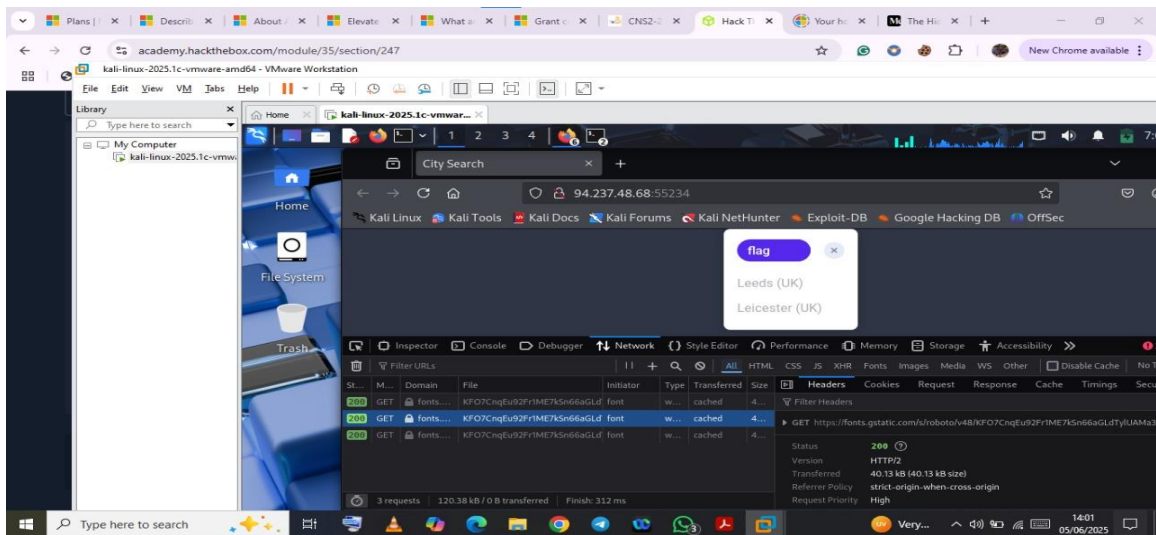 Plans |
Describ
About /
Elevate
What a
Grant c
CNS2-2
Hack T
Your h
The Hi
academy.hackthebox.com/module/35/section/247
New Chrome available
kali-linux-2025.1c-vmware-amd64 - VMware Workstation
File Edit View VM Tabs Help
Library
Home
kali-linux-2025.1c-vmwar...
Type here to search
My Computer
kali-linux-2025.1c-vmw
1 2 3 4
City Search
94.237.48.68:55234
Kali Linux Kali Tools Kali Docs Kali Forums Kali NetHunter Exploit-DB Google Hacking DB OffSec
Home
File System
Trash
flag
Leeds (UK)
Leicester (UK)
Inspector Console Debugger Network Style Editor Performance Memory Storage Accessibility
Filter URLs
All HTML CSS JS XHR Fonts Images Media WS Other Disable Cache No T
St... M... Domain File Initiator Type Transferred Size
Headers Cookies Request Response Cache Timings Secu
Filter Headers
200 GET fonts.... KFO7CnqEu92Fr1ME7kSn66aGLd font w... cached 4...
200 GET fonts.... KFO7CnqEu92Fr1ME7kSn66aGLd font w... cached 4...
200 GET fonts.... KFO7CnqEu92Fr1ME7kSn66aGLd font w... cached 4...
GET https://fonts.gstatic.com/s/roboto/v48/KFO7CnqEu92Fr1ME7kSn66aGLdTylUAMa3
Status 200
Version HTTP/2
Transferred 40.13 kB (40.13 kB size)
Referrer Policy strict-origin-when-cross-origin
Request Priority High
3 requests 120.38 kB / 0 B transferred Finish: 312 ms
Type here to search
Very...
14:01
05/06/2025